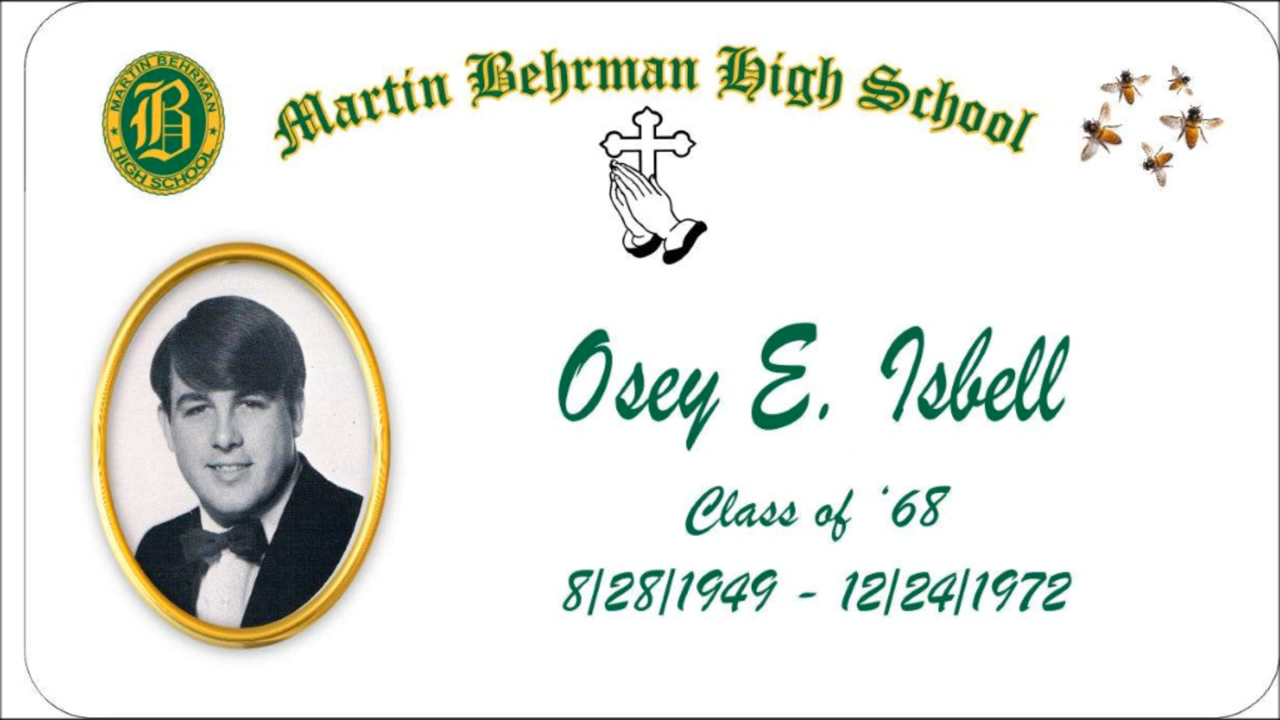 MARTIN BEHRMAN
B
HIGH SCHOOL
Martin Behrman High School
Osey E. Isbell
Class of ‘68
8/28/1949 - 12/24/1972